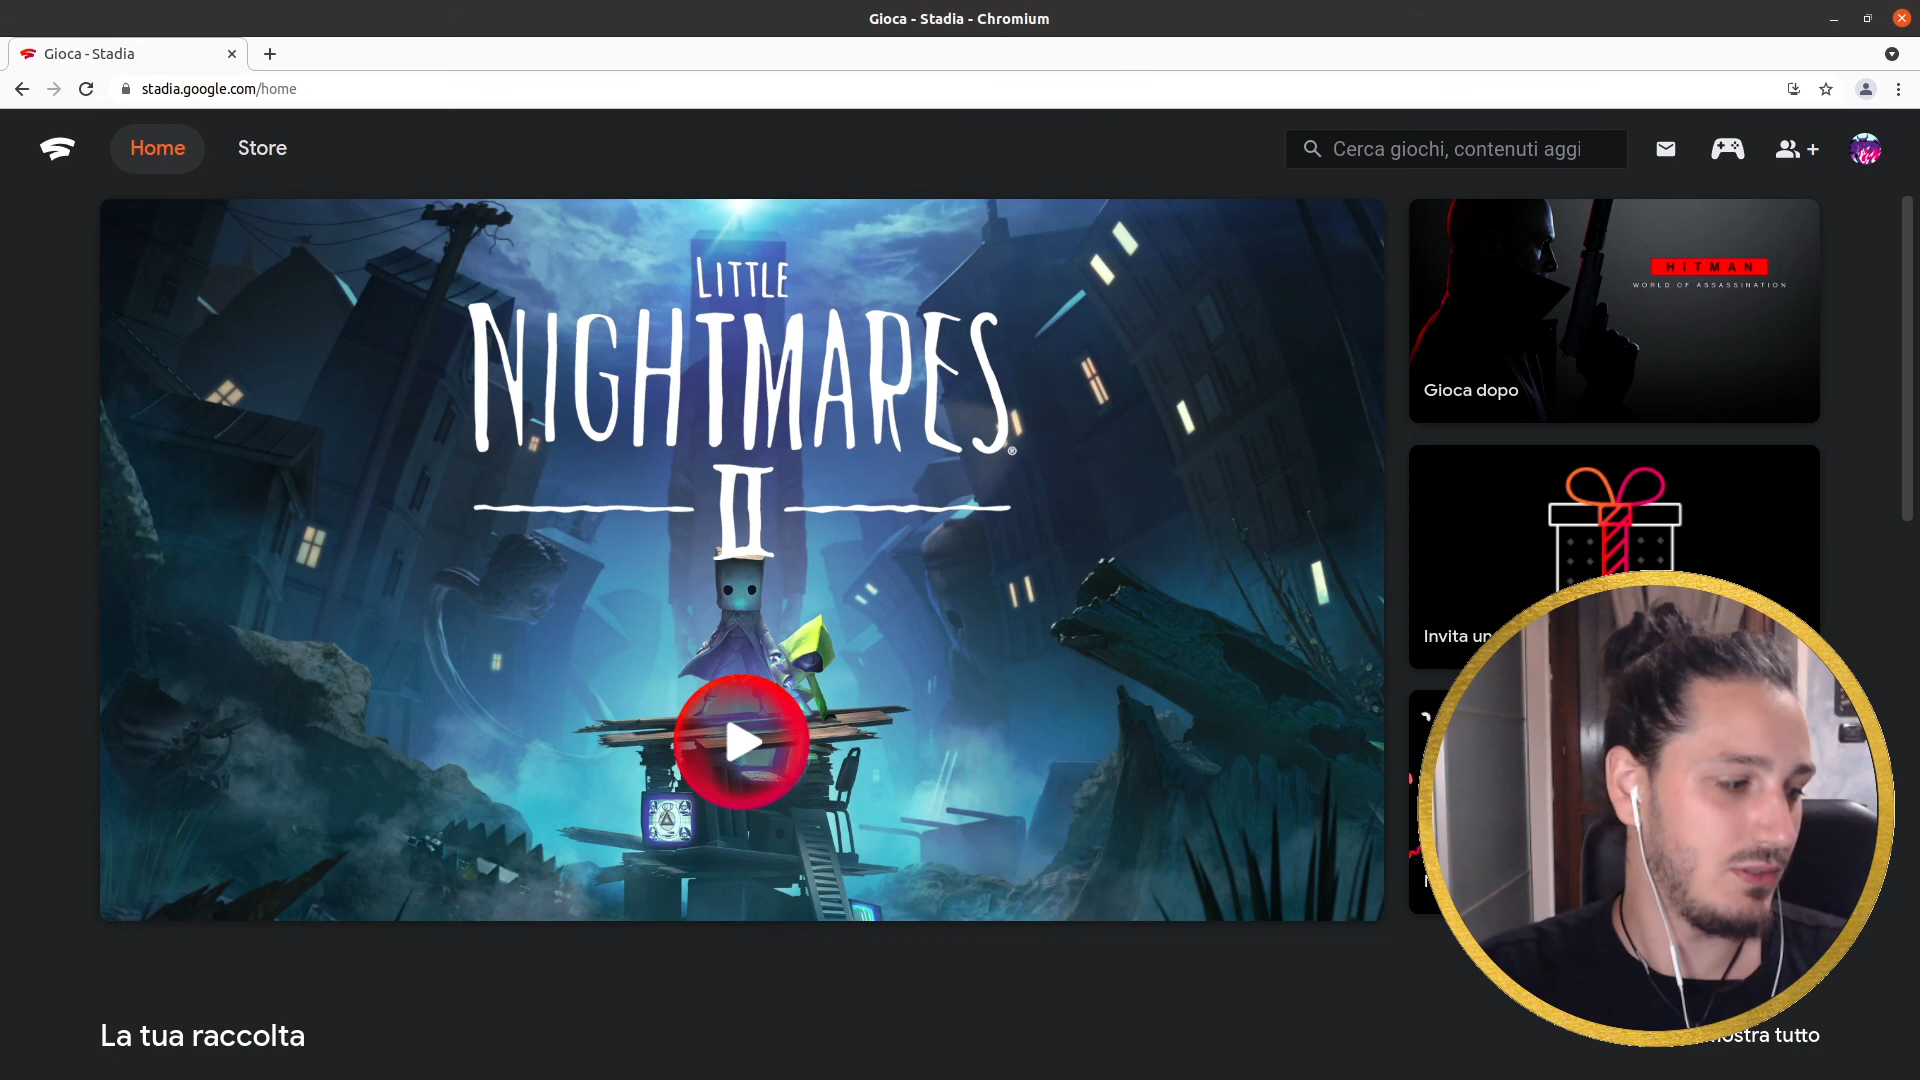 Gioca - Stadia - Chromium
Gioca - Stadia
stadia.google.com/home
Home
Store
Cerca giochi, contenuti aggi
LITTLE
NIGHTMARES®
II
HITMAN
WORLD OF ASSASSINATION
Gioca dopo
Invita un
La tua raccolta
ostra tutto